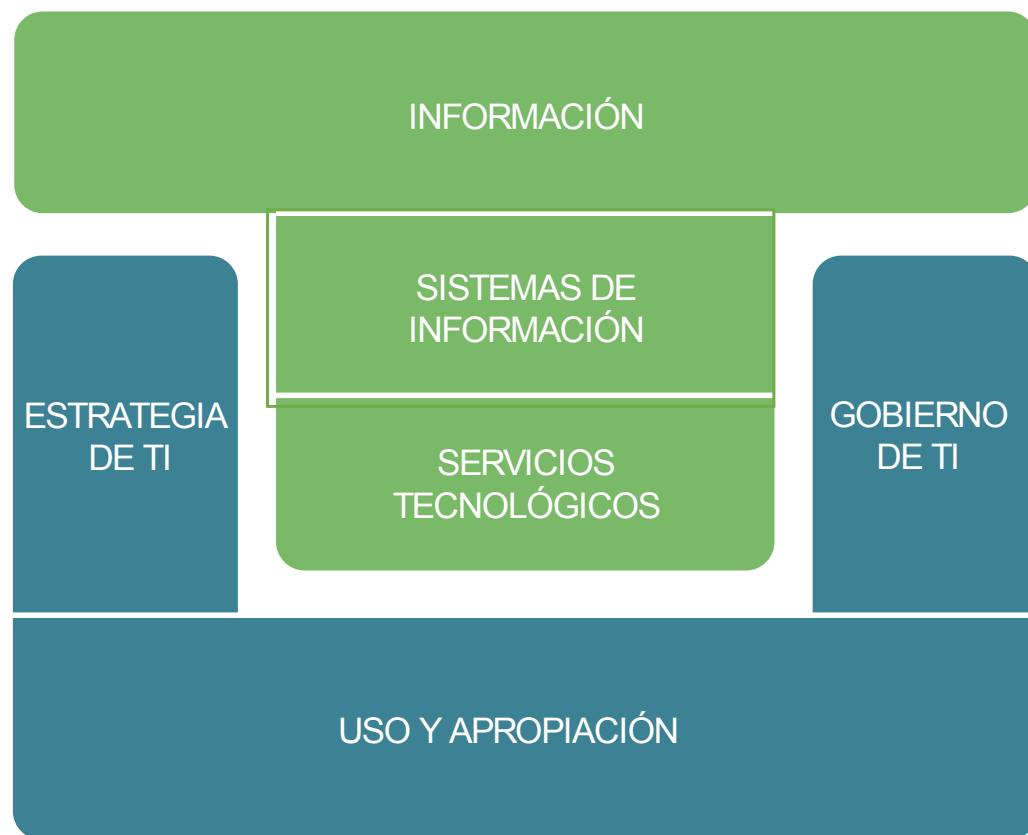 INFORMACIÓN
SISTEMAS DE
INFORMACIÓN
ESTRATEGIA
DE TI
GOBIERNO
DE TI
SERVICIOS
TECNOLÓGICOS
USO Y APROPIACIÓN